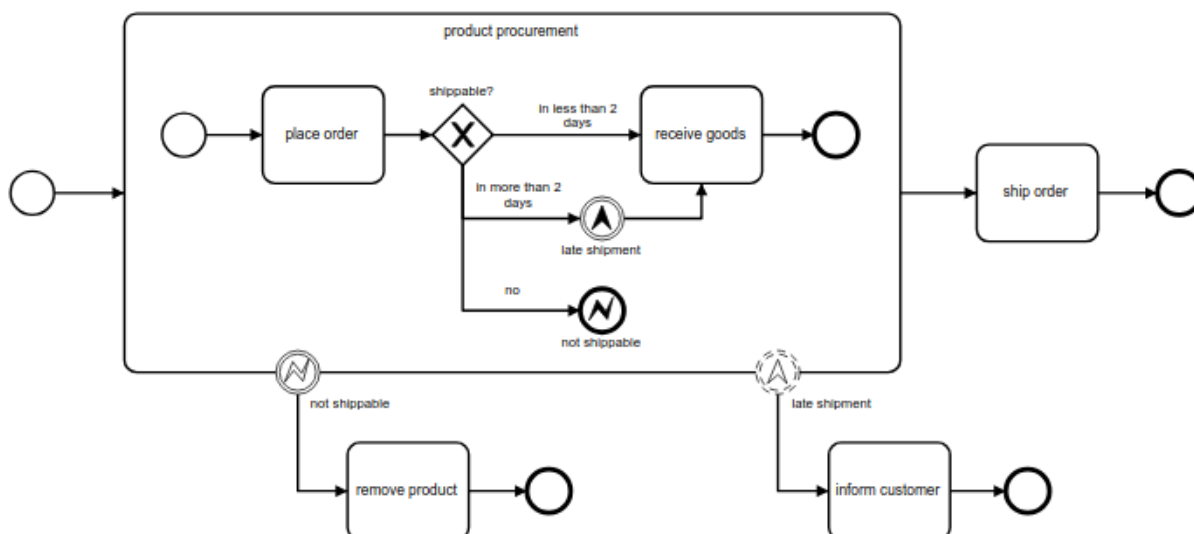 product procurement
shippable?
place order
in less than 2
days
receive goods
in more than 2
days
late shipment
ship order
no
not shippable
not shippable
late shipment
remove product
inform customer